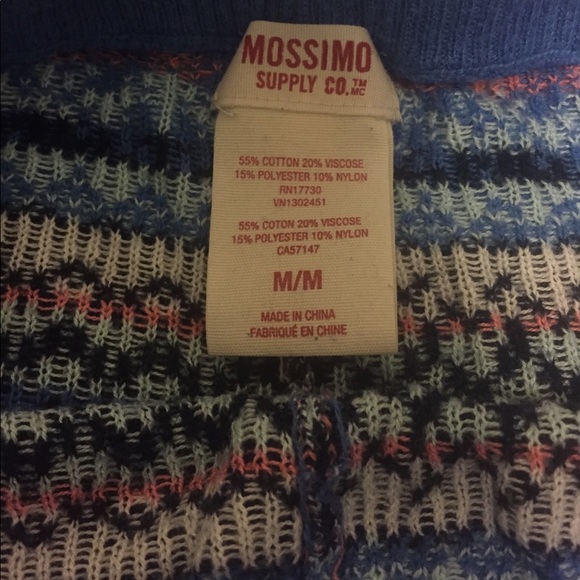 MOSSIMO
SUPPLY CO.™ MC
55% COTTON 20% VISCOSE
15% POLYESTER 10% NYLON
RN17730
VN1302451
55% COTON 20% VISCOSE
15% POLYESTER 10% NYLON
CA57147
M/M
MADE IN CHINA
FABRIQUÉ EN CHINE